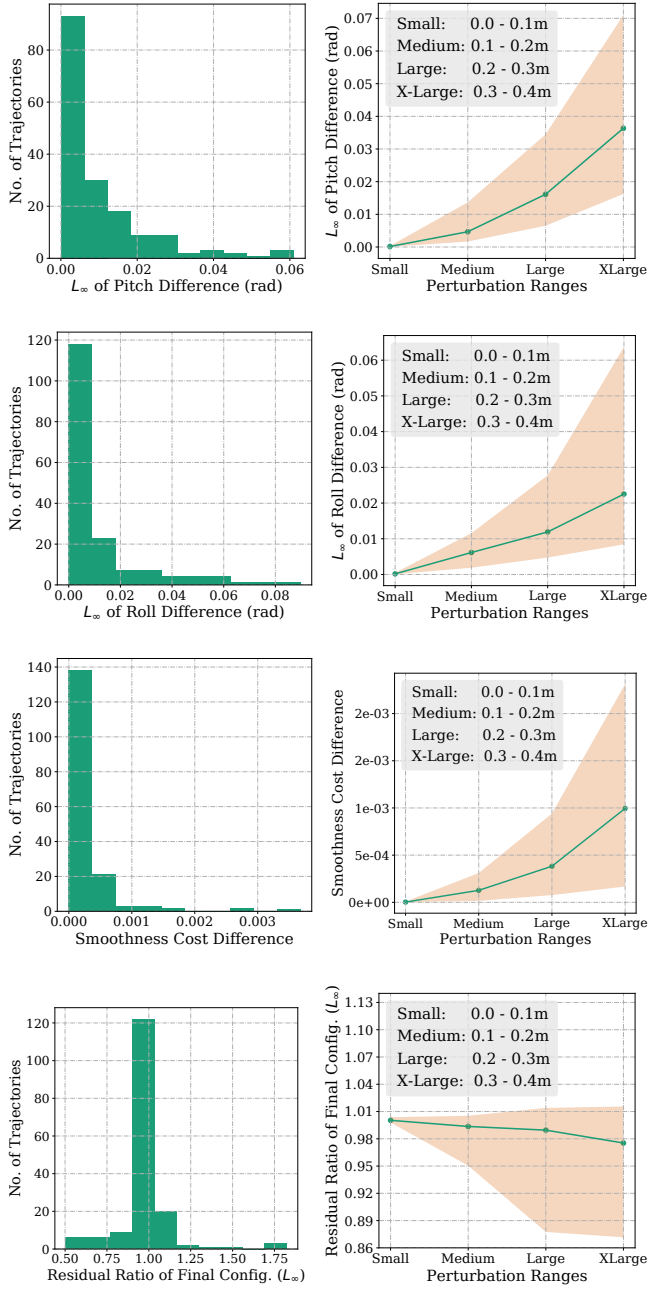 No. of Trajectories
80
60
40
20
0
0.00 0.02 0.04 0.06
L∞ of Pitch Difference (rad)
L∞ of Pitch Difference (rad)
0.07
0.06
0.05
0.04
0.03
0.02
0.01
0.00
Small: 0.0 - 0.1m
Medium: 0.1 - 0.2m
Large: 0.2 - 0.3m
X-Large: 0.3 - 0.4m
Small Medium Large XLarge
Perturbation Ranges
No. of Trajectories
120
100
80
60
40
20
0
0.00 0.02 0.04 0.06 0.08
L∞ of Roll Difference (rad)
L∞ of Roll Difference (rad)
0.06
0.05
0.04
0.03
0.02
0.01
0.00
Small: 0.0 - 0.1m
Medium: 0.1 - 0.2m
Large: 0.2 - 0.3m
X-Large: 0.3 - 0.4m
Small Medium Large XLarge
Perturbation Ranges
No. of Trajectories
140
120
100
80
60
40
20
0
0.000 0.001 0.002 0.003
Smoothness Cost Difference
Smoothness Cost Difference
2e-03
2e-03
1e-03
5e-04
0e+00
Small: 0.0 - 0.1m
Medium: 0.1 - 0.2m
Large: 0.2 - 0.3m
X-Large: 0.3 - 0.4m
Small Medium Large XLarge
Perturbation Ranges
No. of Trajectories
120
100
80
60
40
20
0
0.50 0.75 1.00 1.25 1.50 1.75
Residual Ratio of Final Config. (L∞)
Residual Ratio of Final Config. (L∞)
1.13
1.10
1.07
1.04
1.01
0.98
0.95
0.92
0.89
0.86
Small: 0.0 - 0.1m
Medium: 0.1 - 0.2m
Large: 0.2 - 0.3m
X-Large: 0.3 - 0.4m
Small Medium Large XLarge
Perturbation Ranges